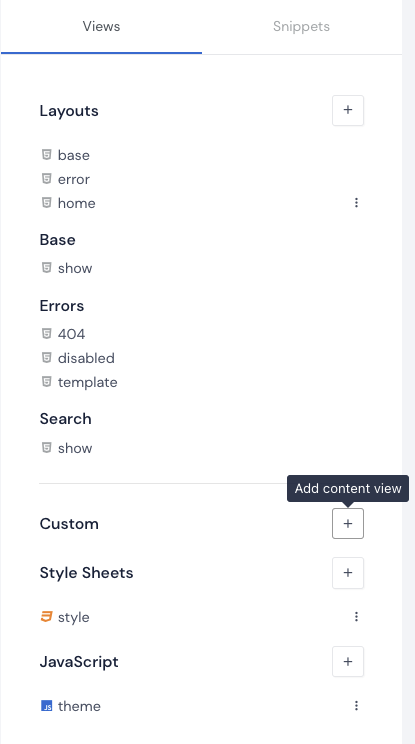 Views Snippets
Layouts +
base
error
home
Base
show
Errors
404
disabled
template
Search
show
Add content view
Custom +
Style Sheets +
style
JavaScript +
JS theme